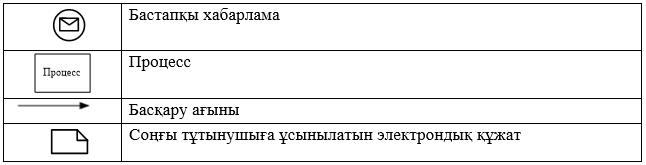 Бастапқы хабарлама
Процесс
Процесс
Басқару ағыны
Соңғы тұтынушыға ұсынылатын электрондық құжат